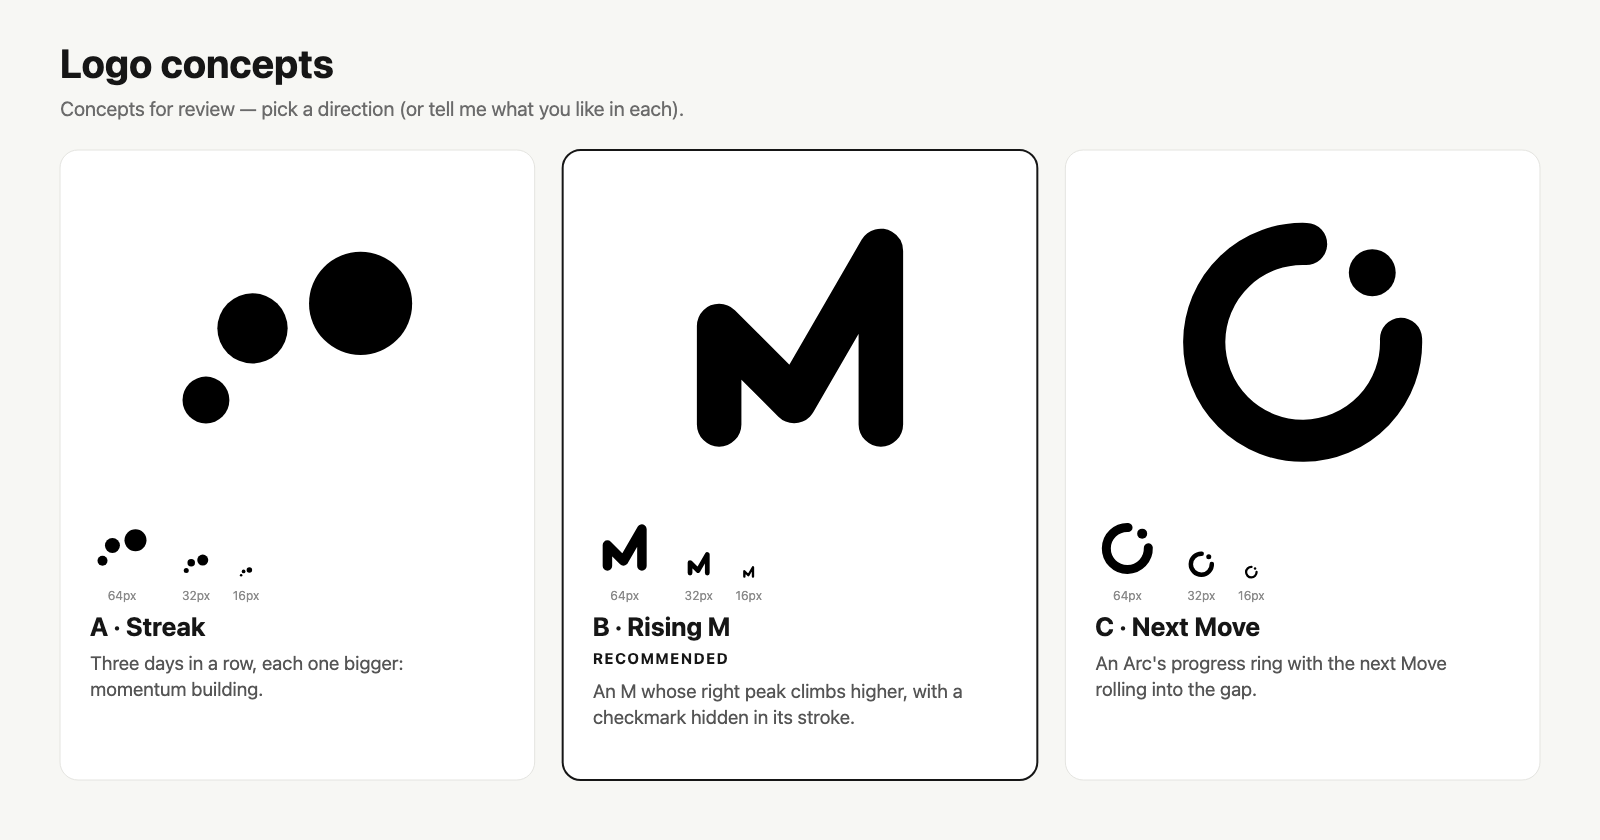 Logo concepts
Concepts for review — pick a direction (or tell me what you like in each).
64px 32px 16px
A · Streak
Three days in a row, each one bigger:
momentum building.
64px 32px 16px
B · Rising M
RECOMMENDED
An M whose right peak climbs higher, with a
checkmark hidden in its stroke.
64px 32px 16px
C · Next Move
An Arc's progress ring with the next Move
rolling into the gap.